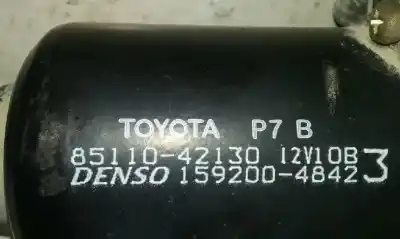 TOYOTA P7 B
85110-42130 12V10B
DENSO 159200-4842 3